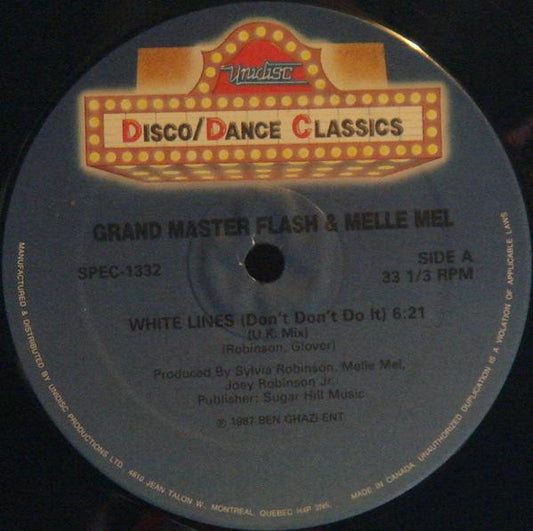 Unidisc
DISCO/DANCE CLASSICS
GRAND MASTER FLASH & MELLE MEL
SPEC-1332
SIDE A
33 1/3 RPM
WHITE LINES (Don't Don't Do It) 6:21
(U.K. Mix)
(Robinson, Glover)
Produced By Sylvia Robinson, Melle Mel,
Joey Robinson Jr.
Publisher: Sugar Hill Music
℗ 1987 BEN GHAZI ENT.
MANUFACTURED & DISTRIBUTED BY UNIDISC PRODUCTIONS LTD. 4810 JEAN TALON W. MONTREAL QUEBEC H4P 2N5. MADE IN CANADA. UNAUTHORIZED DUPLICATION IS A VIOLATION OF APPLICABLE LAWS